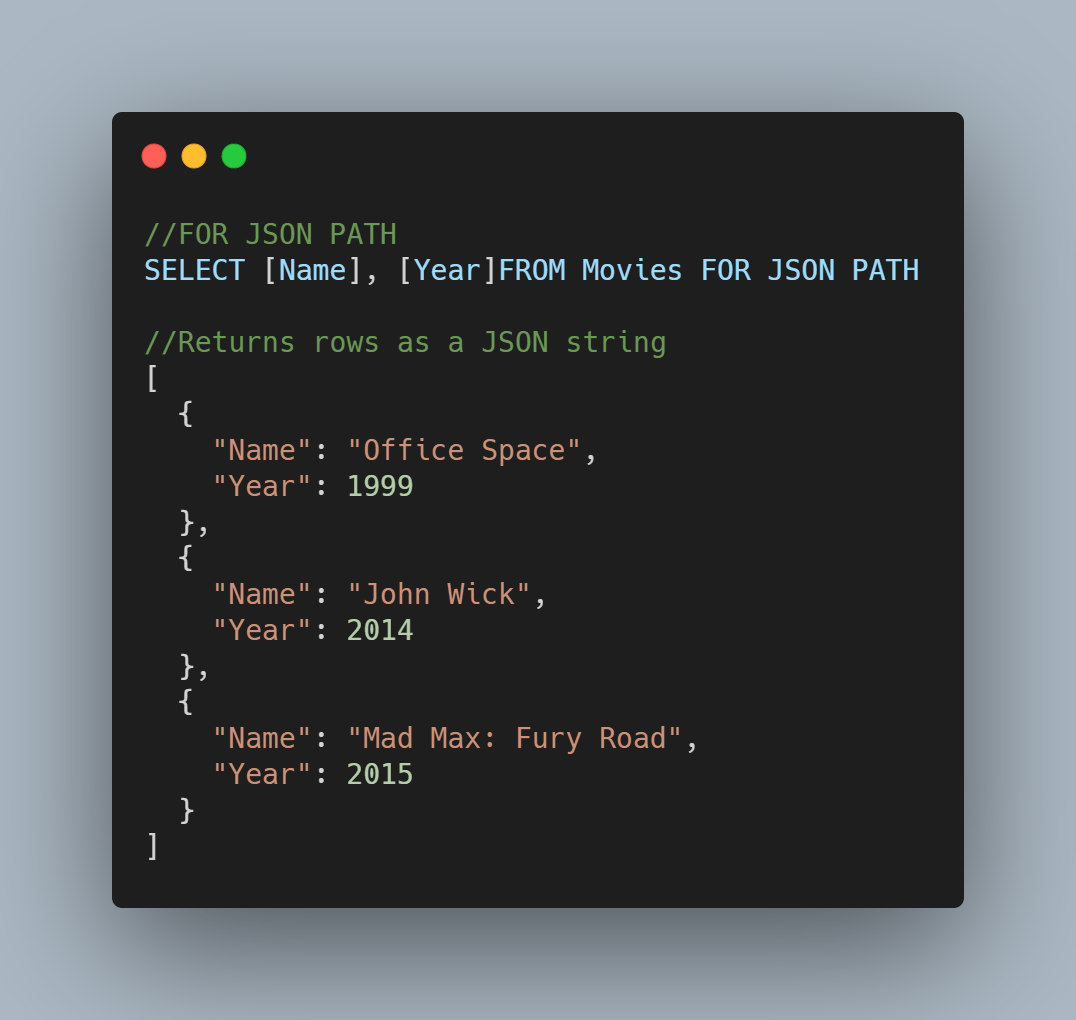 //FOR JSON PATH
SELECT [Name], [Year]FROM Movies FOR JSON PATH

//Returns rows as a JSON string
[
  {
    "Name": "Office Space",
    "Year": 1999
  },
  {
    "Name": "John Wick",
    "Year": 2014
  },
  {
    "Name": "Mad Max: Fury Road",
    "Year": 2015
  }
]